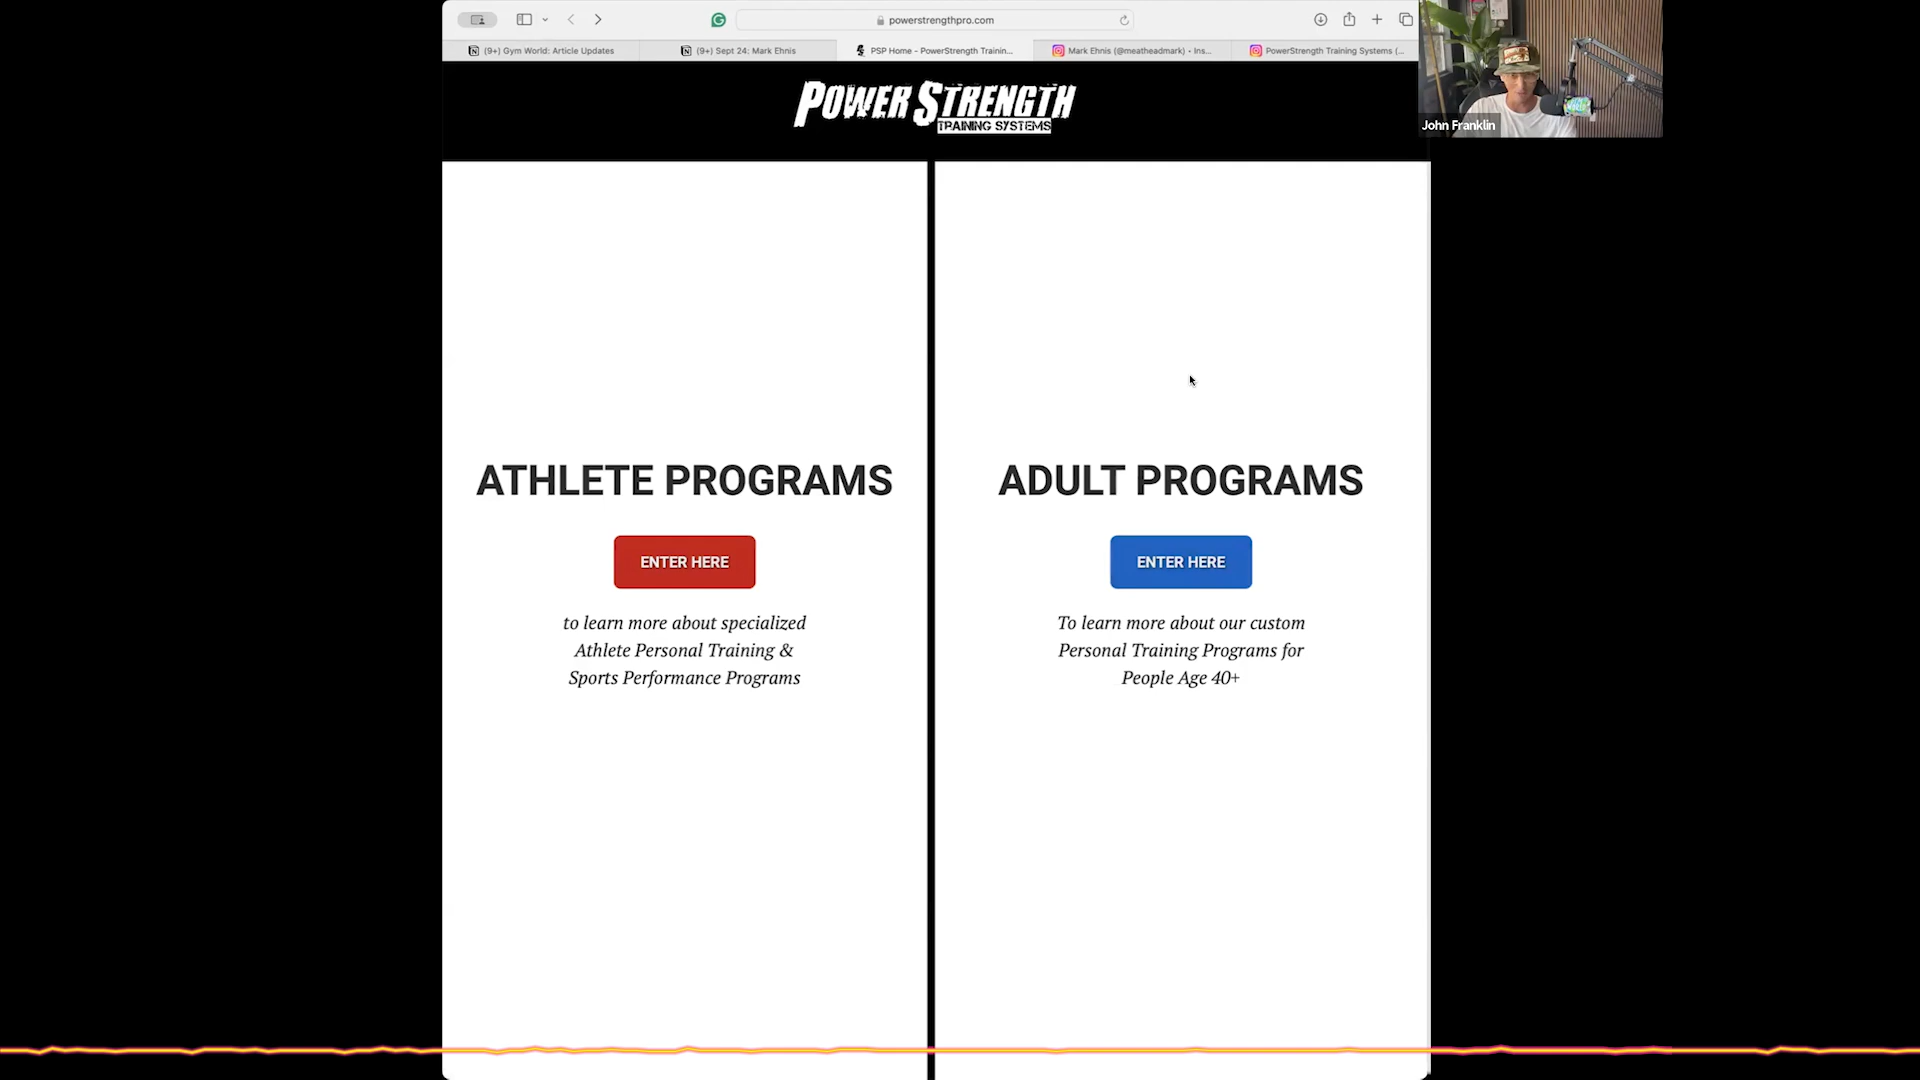 powerstrengthpro.com
(9+) Gym World: Article Updates
(9+) Sept 24: Mark Ehnis
PSP Home - PowerStrength Trainin...
Mark Ehnis (@meatheadmark) • Ins...
PowerStrength Training Systems (...
POWERSTRENGTH
TRAINING SYSTEMS
John Franklin
ATHLETE PROGRAMS
ENTER HERE
to learn more about specialized
Athlete Personal Training &
Sports Performance Programs
ADULT PROGRAMS
ENTER HERE
To learn more about our custom
Personal Training Programs for
People Age 40+